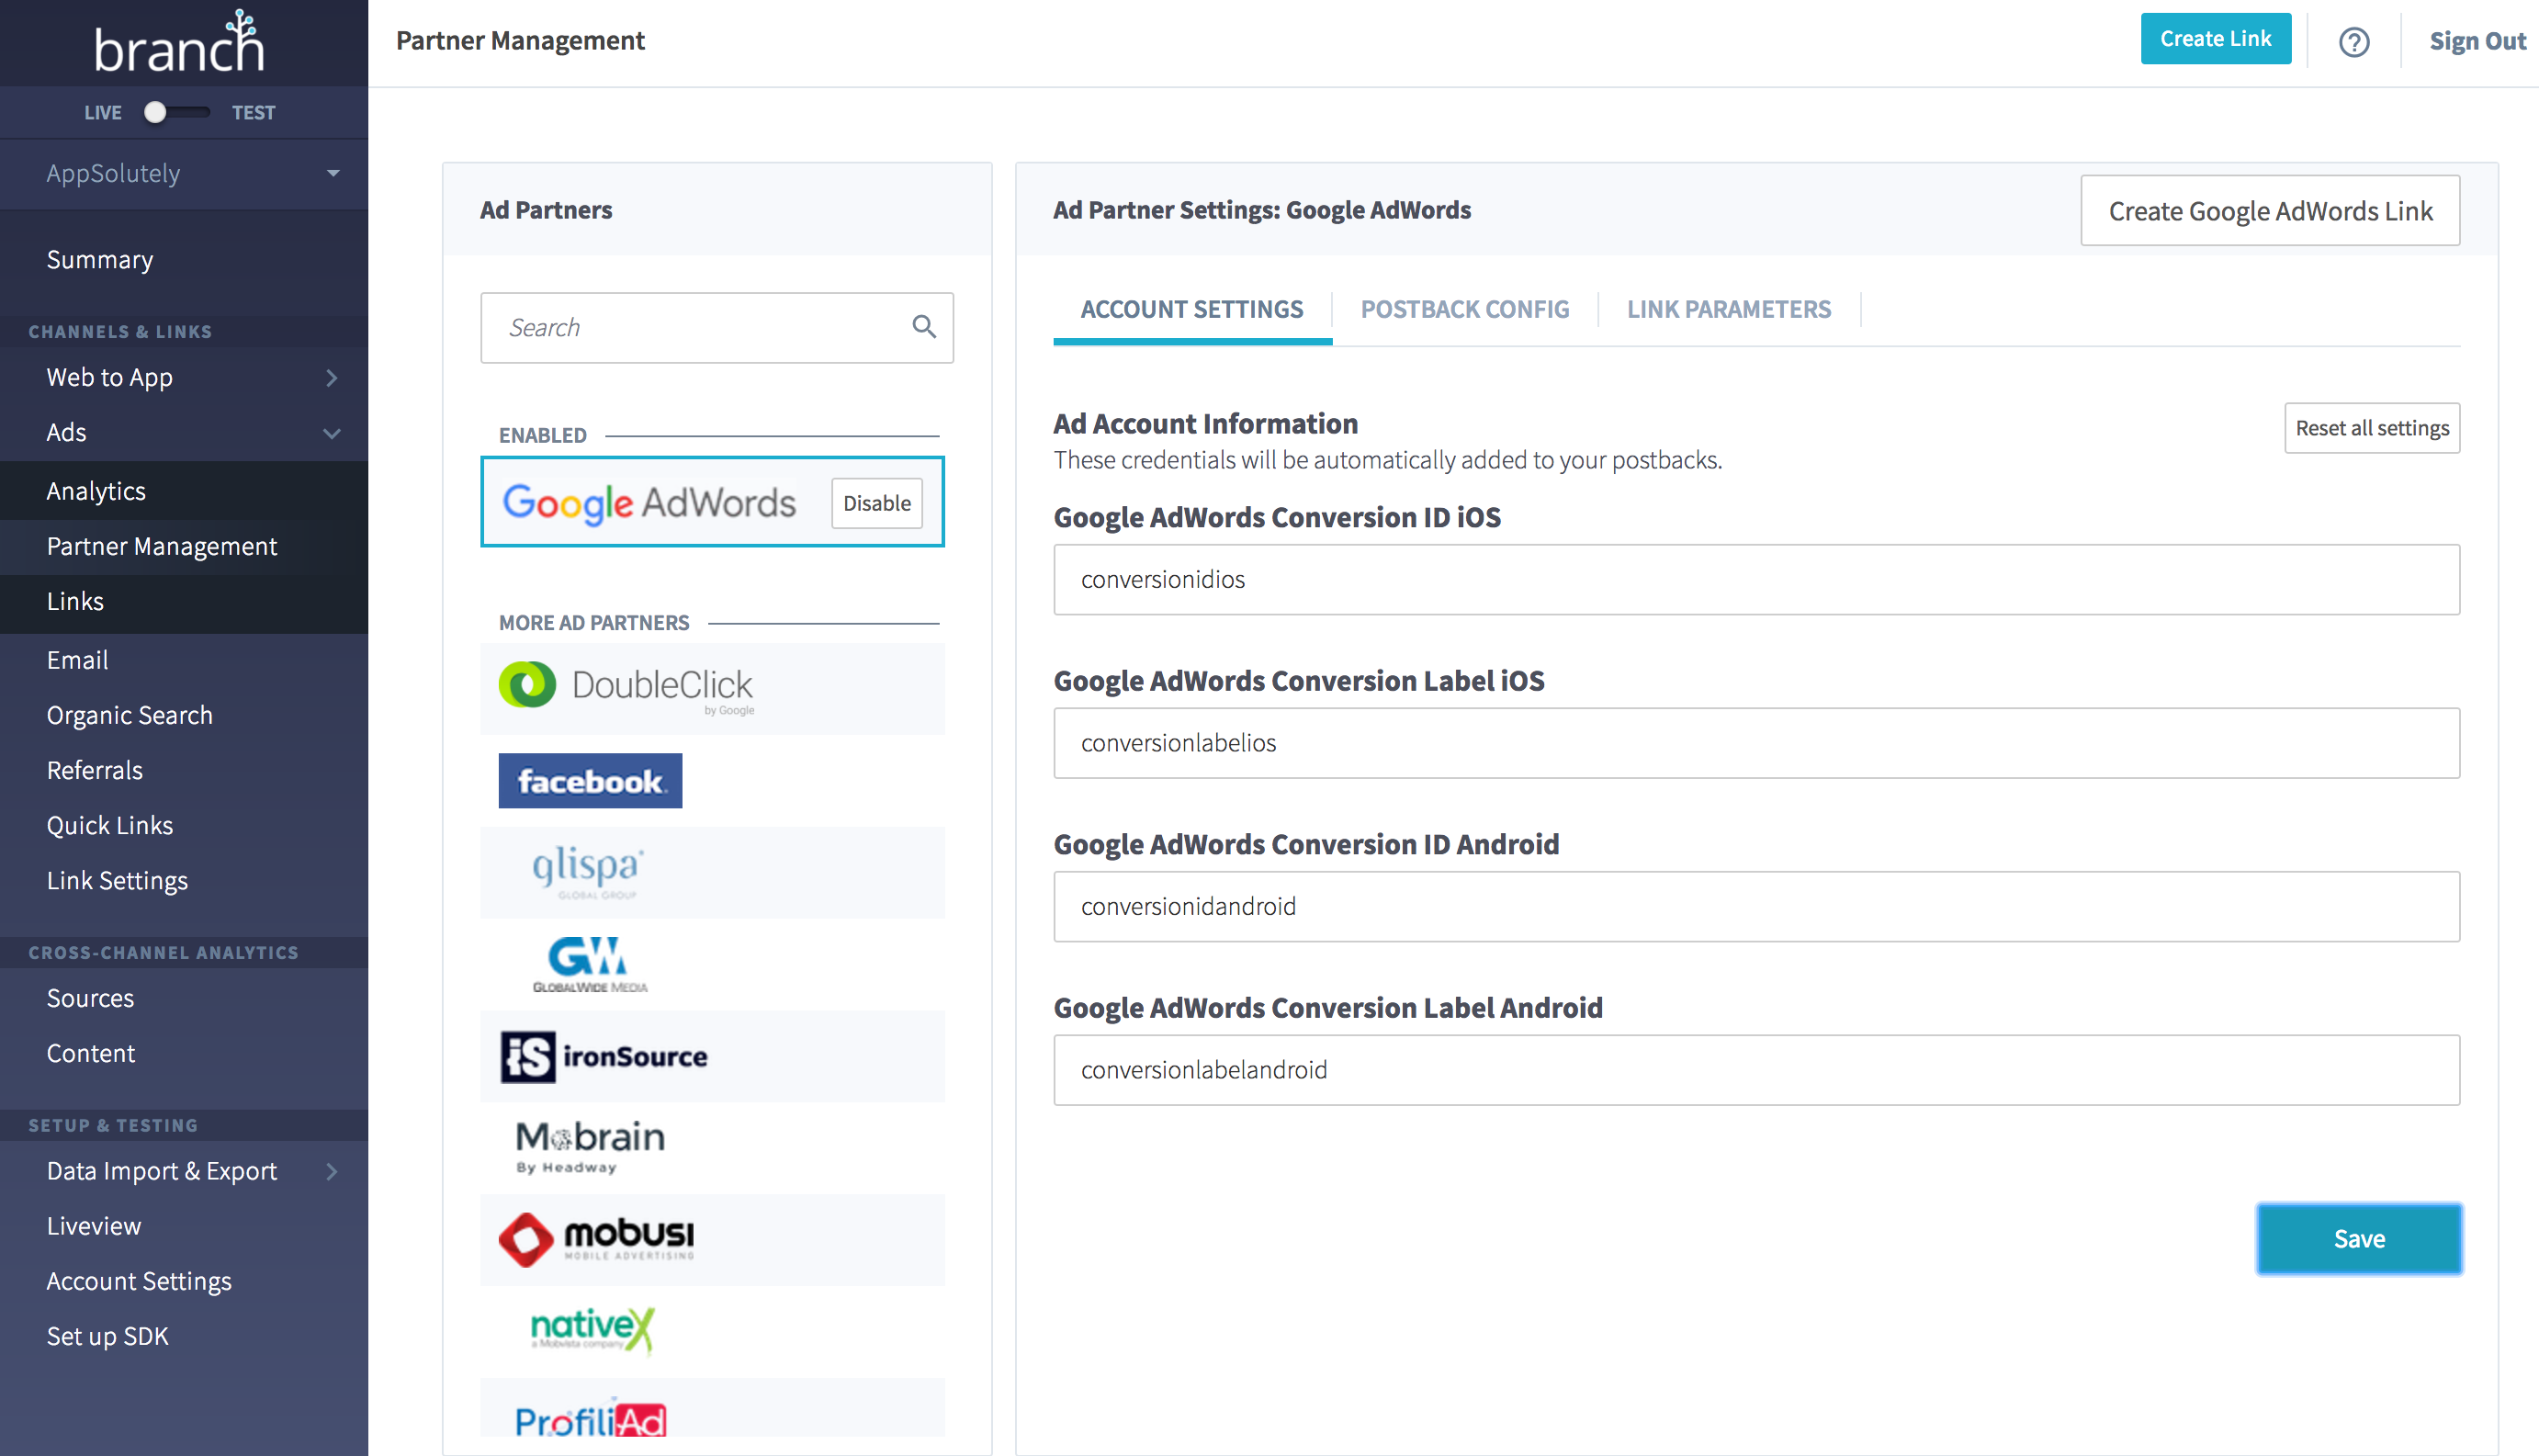 branch
LIVE TEST
AppSolutely
Summary
CHANNELS & LINKS
Web to App
Ads
Analytics
Partner Management
Links
Email
Organic Search
Referrals
Quick Links
Link Settings
CROSS-CHANNEL ANALYTICS
Sources
Content
SETUP & TESTING
Data Import & Export
Liveview
Account Settings
Set up SDK
Partner Management
Create Link
?
Sign Out
Ad Partners
Search
ENABLED
Google AdWords
Disable
MORE AD PARTNERS
DoubleClick
by Google
facebook.
glispa
GLOBAL GROUP
GW
GLOBALWIDE MEDIA
iS ironSource
Mobrain
By Headway
mobusi
MOBILE ADVERTISING
nativeX
a Mobvista company
ProfiliAd
Ad Partner Settings: Google AdWords
Create Google AdWords Link
ACCOUNT SETTINGS
POSTBACK CONFIG
LINK PARAMETERS
Ad Account Information
Reset all settings
These credentials will be automatically added to your postbacks.
Google AdWords Conversion ID iOS
conversionidios
Google AdWords Conversion Label iOS
conversionlabelios
Google AdWords Conversion ID Android
conversionidandroid
Google AdWords Conversion Label Android
conversionlabelandroid
Save